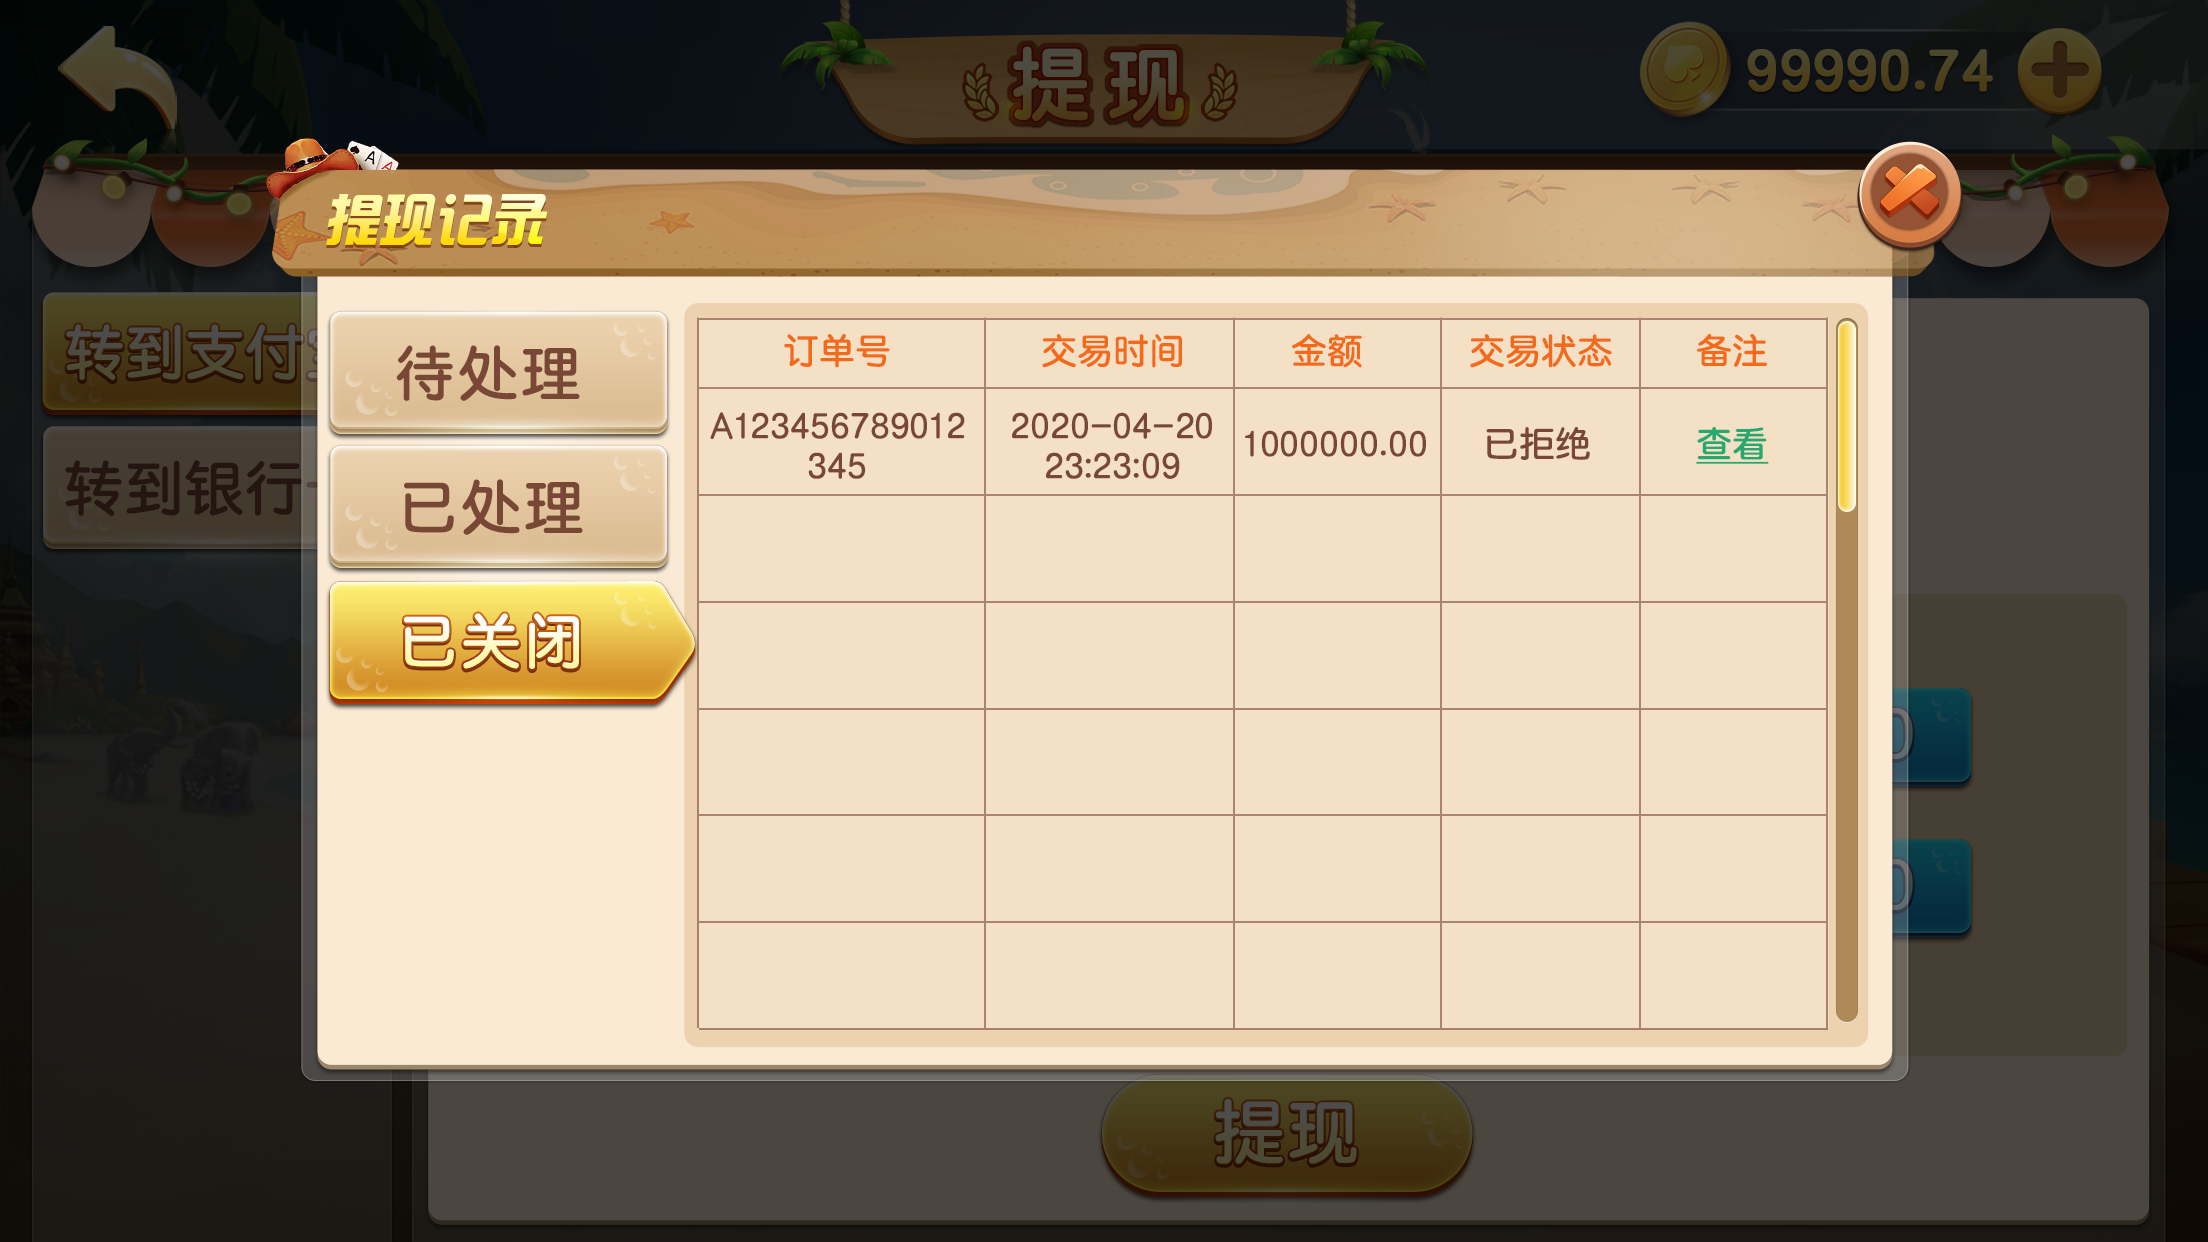 提现
99990.74
A
A
提现记录
转到支付
转到银行
待处理
已处理
已关闭
订单号 交易时间 金额 交易状态 备注
A123456789012
345
2020-04-20
23:23:09
1000000.00
已拒绝
查看
0
0
提现